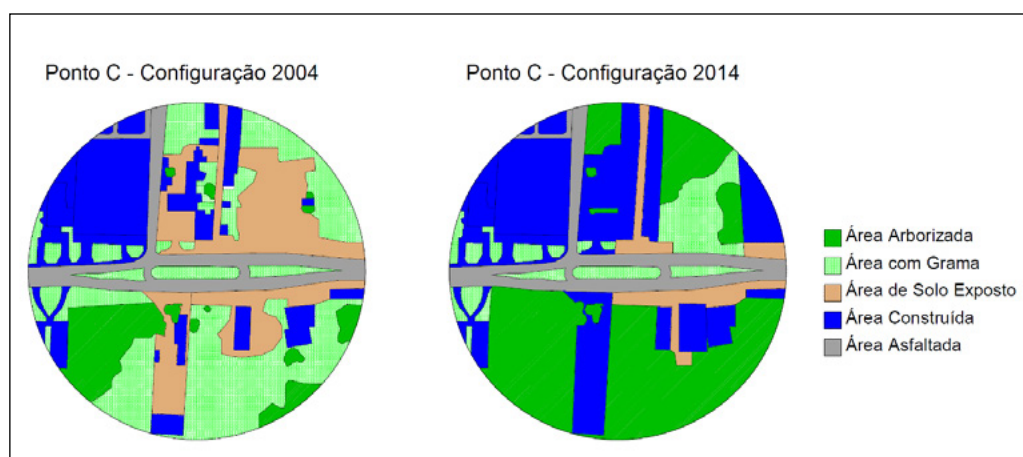 Ponto C - Configuração 2004
Ponto C - Configuração 2014
Área Arborizada
Área com Grama
Área de Solo Exposto
Área Construída
Área Asfaltada